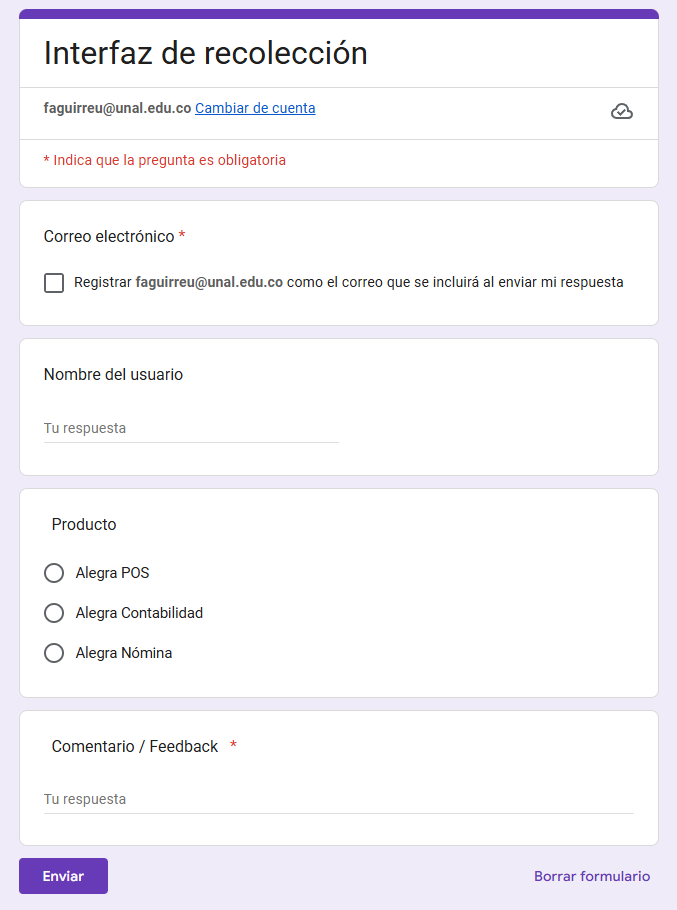 Interfaz de recolección
faguirreu@unal.edu.co Cambiar de cuenta
* Indica que la pregunta es obligatoria
Correo electrónico *
Registrar faguirreu@unal.edu.co como el correo que se incluirá al enviar mi respuesta
Nombre del usuario
Tu respuesta
Producto
Alegra POS
Alegra Contabilidad
Alegra Nómina
Comentario / Feedback *
Tu respuesta
Enviar Borrar formulario